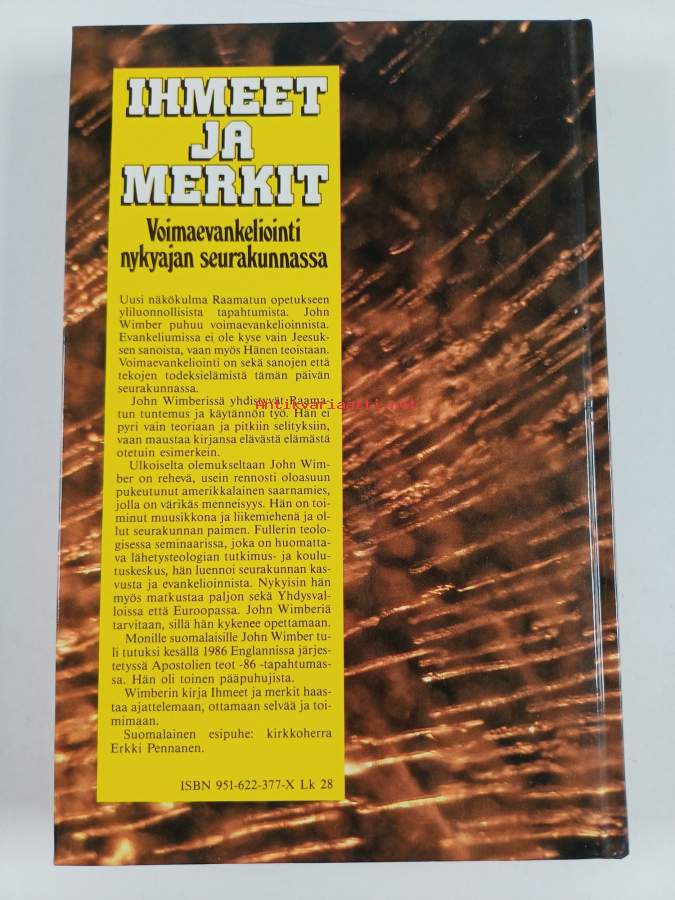 IHMEET
JA
MERKIT
Voimaevankeliointi
nykyajan seurakunnassa
Uusi näkökulma Raamatun opetukseen
yliluonnollisista tapahtumista. John
Wimber puhuu voimaevankelioinnista.
Evankeliumissa ei ole kyse vain Jeesuk-
sen sanoista, vaan myös Hänen teoistaan.
Voimaevankeliointi on sekä sanojen että
tekojen todeksielämistä tämän päivän
seurakunnassa.
John Wimberissä yhdistyvät Raama-
tun tuntemus ja käytännön työ. Hän ei
pyri vain teoriaan ja pitkiin selityksiin,
vaan maustaa kirjansa elävästä elämästä
otetuin esimerkein.
Ulkoiselta olemukseltaan John Wim-
ber on rehevä, usein rennosti oloasuun
pukeutunut amerikkalainen saarnamies,
jolla on värikäs menneisyys. Hän on toi-
minut muusikkona ja liikemiehenä ja ol-
lut seurakunnan paimen. Fullerin teolo-
gisessa seminaarissa, joka on huomatta-
va lähetysteologian tutkimus- ja koulu-
tuskeskus, hän luennoi seurakunnan kas-
vusta ja evankelioinnista. Nykyisin hän
myös matkustaa paljon sekä Yhdysval-
loissa että Euroopassa. John Wimberiä
tarvitaan, sillä hän kykenee opettamaan.
Monille suomalaisille John Wimber tu-
li tutuksi kesällä 1986 Englannissa järjes-
tetyssä Apostolien teot -86 -tapahtumas-
sa. Hän oli toinen pääpuhujista.
Wimberin kirja Ihmeet ja merkit haas-
taa ajattelemaan, ottamaan selvää ja toi-
mimaan.
Suomalainen esipuhe: kirkkoherra
Erkki Pennanen.
ISBN 951-622-377-X Lk 28
Antikvariaatti.net